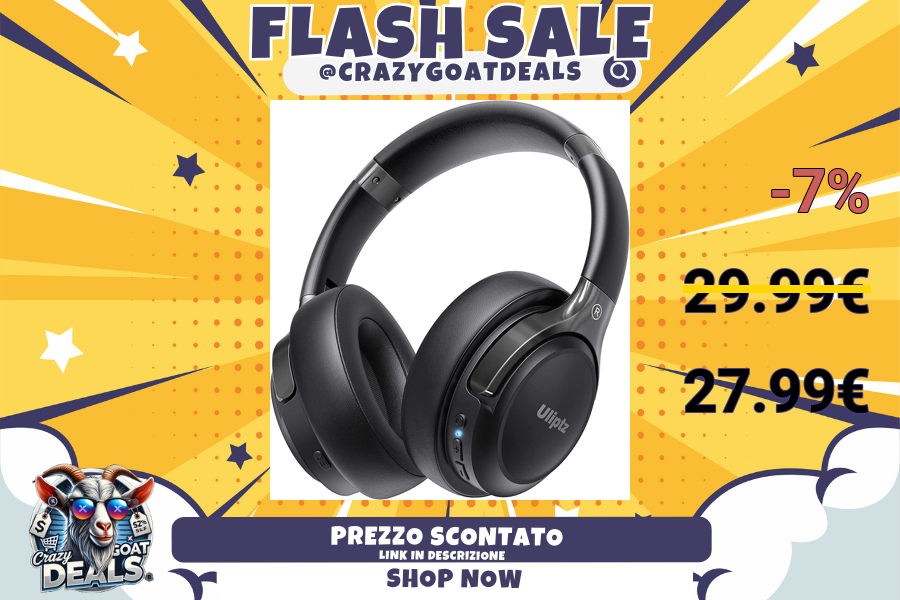 FLASH SALE
@CRAZYGOATDEALS
-7%
29.99€
27.99€
Uliptz
®
PREZZO SCONTATO
LINK IN DESCRIZIONE
SHOP NOW
$
52%
Crazy
GOAT
DEALS